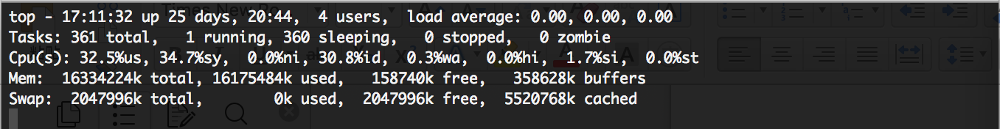 top - 17:11:32 up 25 days, 20:44,  4 users,  load average: 0.00, 0.00, 0.00
Tasks: 361 total,   1 running, 360 sleeping,   0 stopped,   0 zombie
Cpu(s): 32.5%us, 34.7%sy,  0.0%ni, 30.8%id,  0.3%wa,  0.0%hi,  1.7%si,  0.0%st
Mem:  16334224k total, 16175484k used,   158740k free,   358628k buffers
Swap:  2047996k total,        0k used,  2047996k free,  5520768k cached